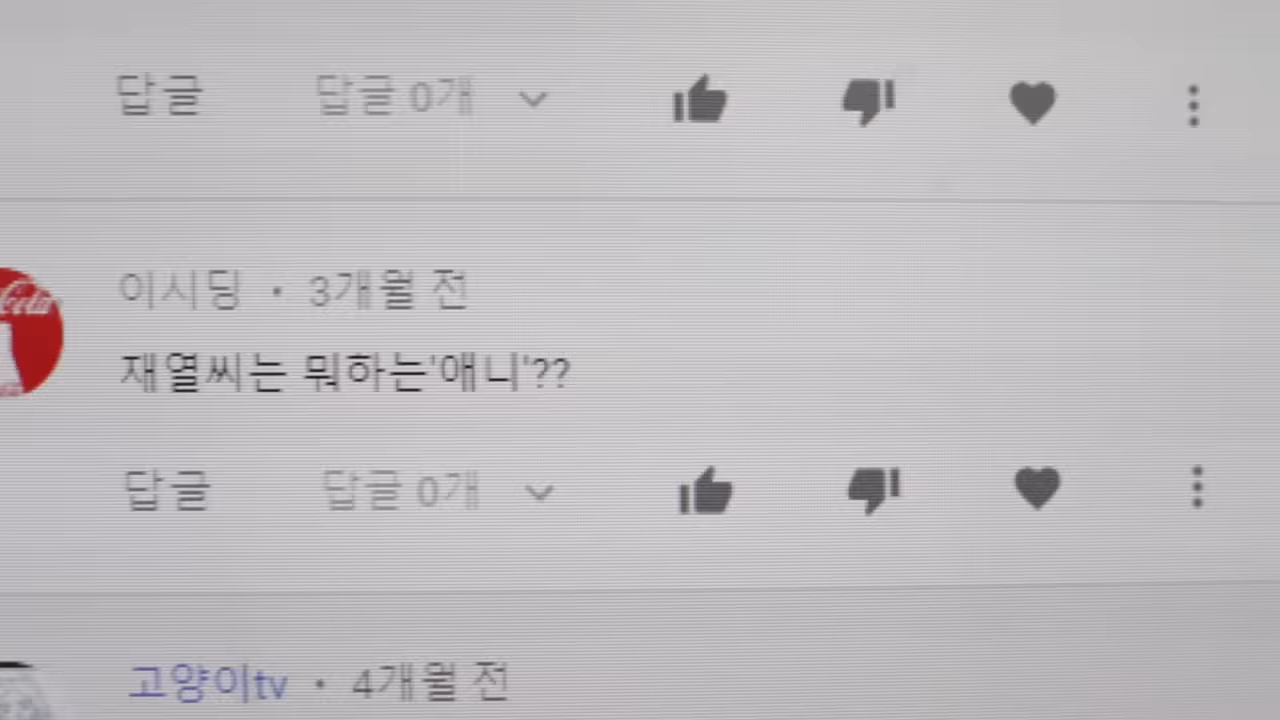 답글 답글 0개
이시딩 · 3개월 전
Cola
재열씨는 뭐하는'애니'??
답글 답글 0개
고양이tv · 4개월 전